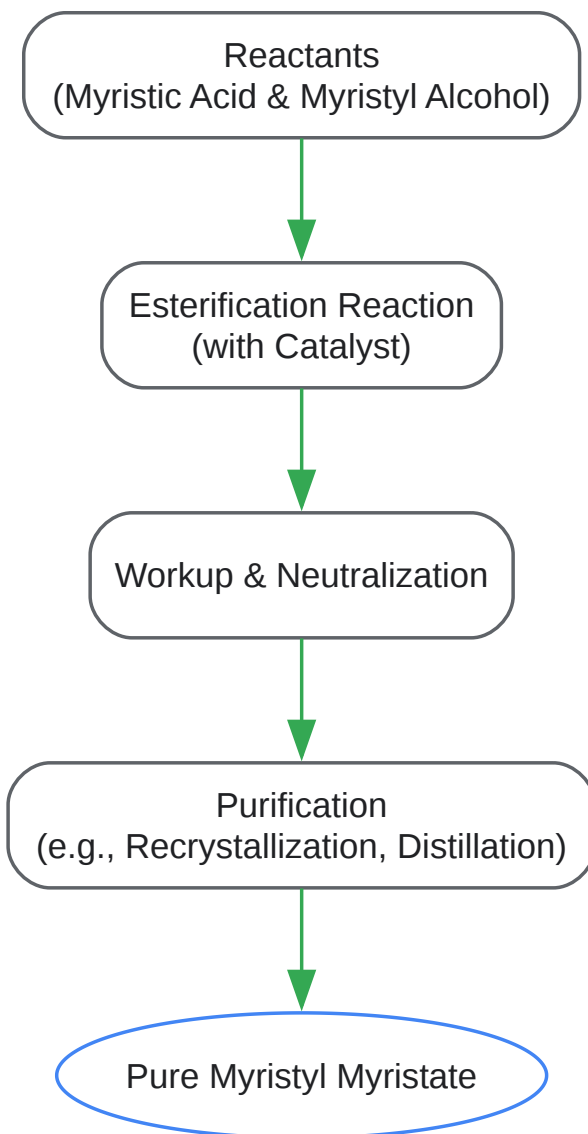 Reactants
(Myristic Acid & Myristyl Alcohol)
Esterification Reaction
(with Catalyst)
Workup & Neutralization
Purification
(e.g., Recrystallization, Distillation)
Pure Myristyl Myristate